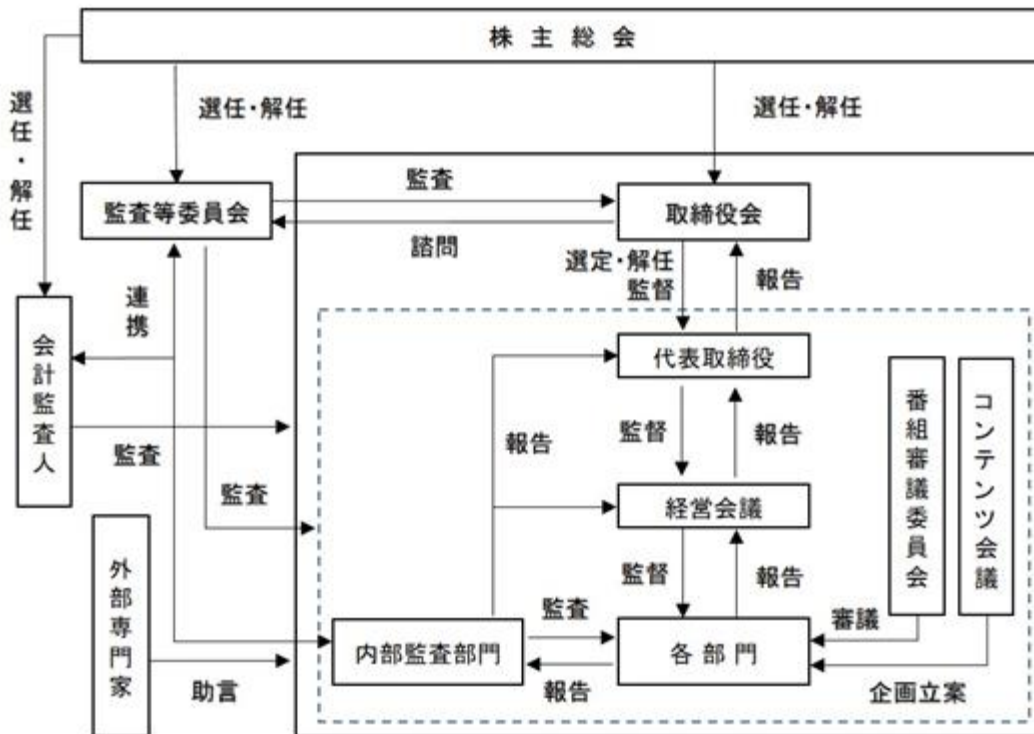 株主総会
選任・解任
選任・解任
選任・解任
監査等委員会
監査
取締役会
諮問
選定・解任
監督
報告
連携
会計監査人
代表取締役
番組審議委員会
コンテンツ会議
監査
報告
監督
報告
監査
経営会議
外部専門家
監督
報告
監査
審議
内部監査部門
各部門
助言
報告
企画立案